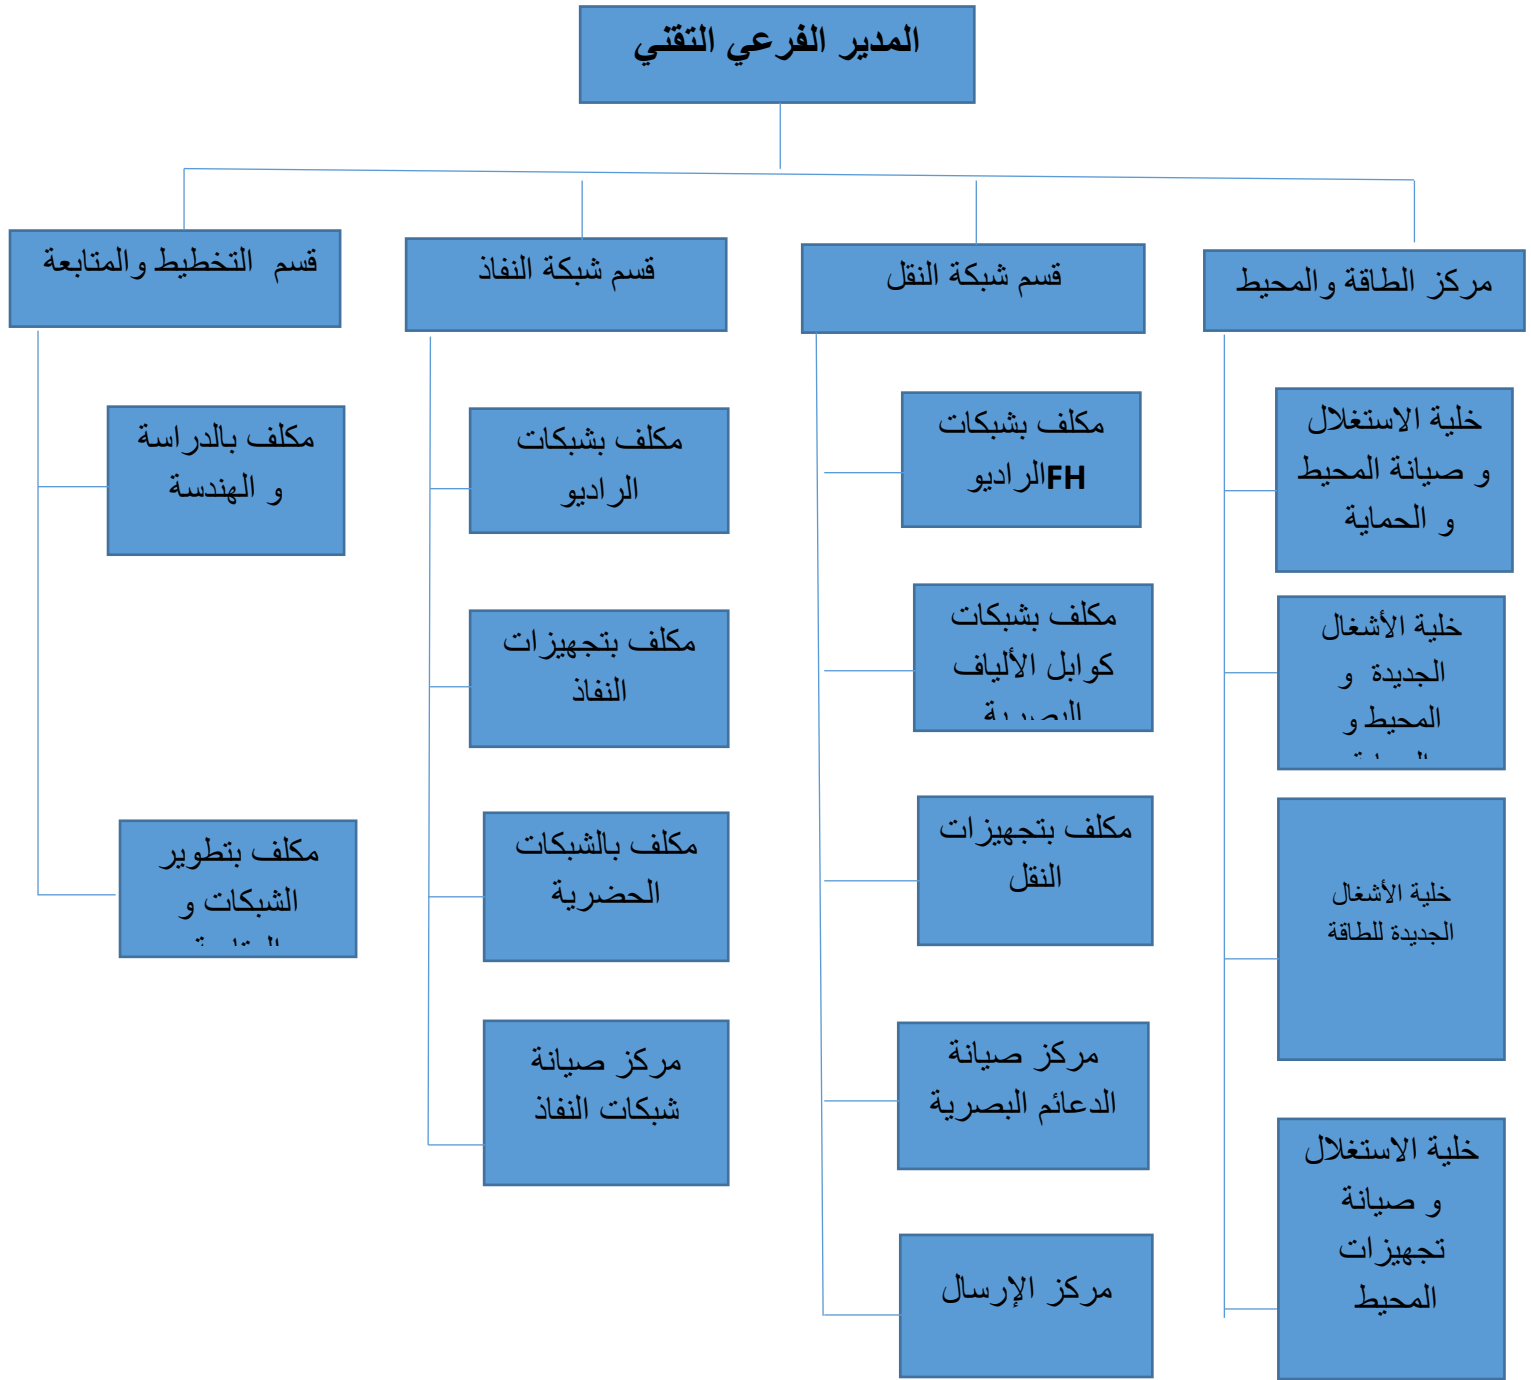 المدير الفرعي التقني
مركز الطاقة والمحيط
قسم شبكة النقل
قسم شبكة النفاذ
قسم التخطيط والمتابعة
خلية الاستغلال
و صيانة المحيط
و الحماية
خلية الأشغال
الجديدة و
المحيط و
خلية الأشغال
الجديدة للطاقة
خلية الاستغلال
و صيانة
تجهيزات
المحيط
مكلف بشبكات
الراديوFH
مكلف بشبكات
كوابل الألياف
البصرية
مكلف بتجهيزات
النقل
مركز صيانة
الدعائم البصرية
مركز الإرسال
مكلف بشبكات
الراديو
مكلف بتجهيزات
النفاذ
مكلف بالشبكات
الحضرية
مركز صيانة
شبكات النفاذ
مكلف بالدراسة
و الهندسة
مكلف بتطوير
الشبكات و